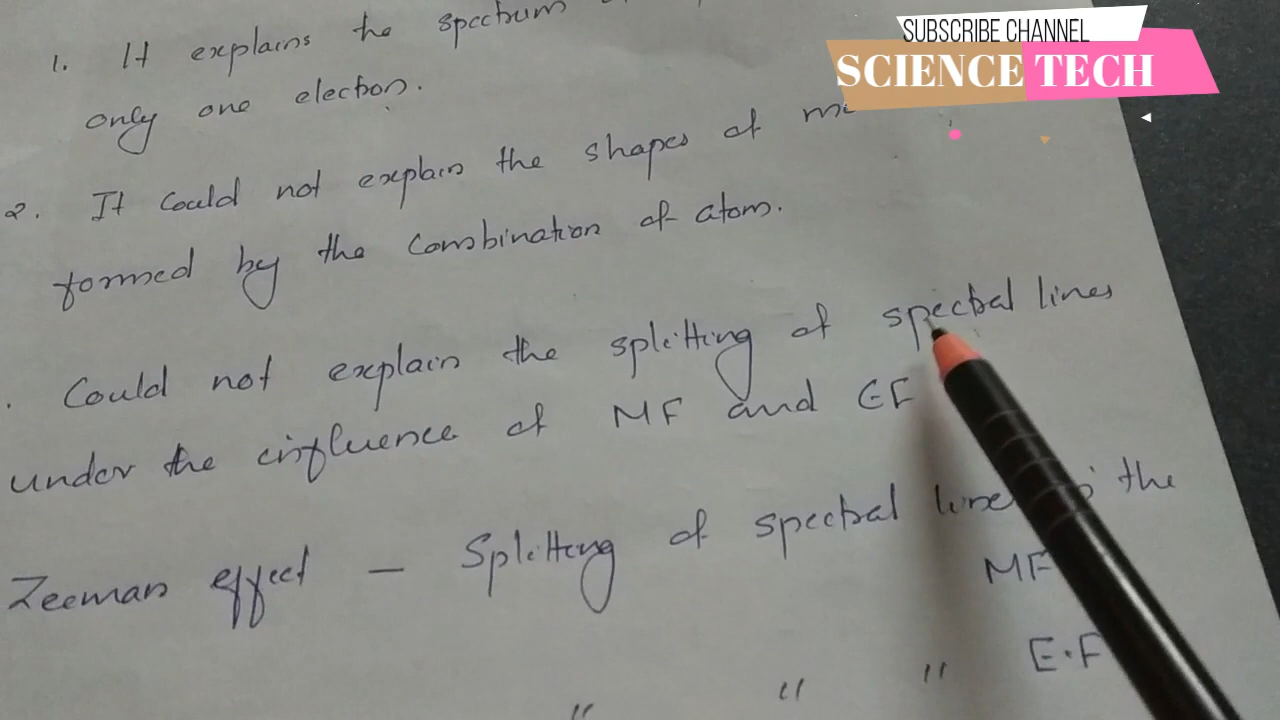 SUBSCRIBE CHANNEL
SCIENCE TECH
1. It explains the spectrum
only one electron.
2. It could not explain the shapes of
formed by the combination of atom.
. Could not explain the splitting of spectral lines
under the influence of MF and EF
Zeeman effect — Splitting of spectral lines the
MF
" " " E.F